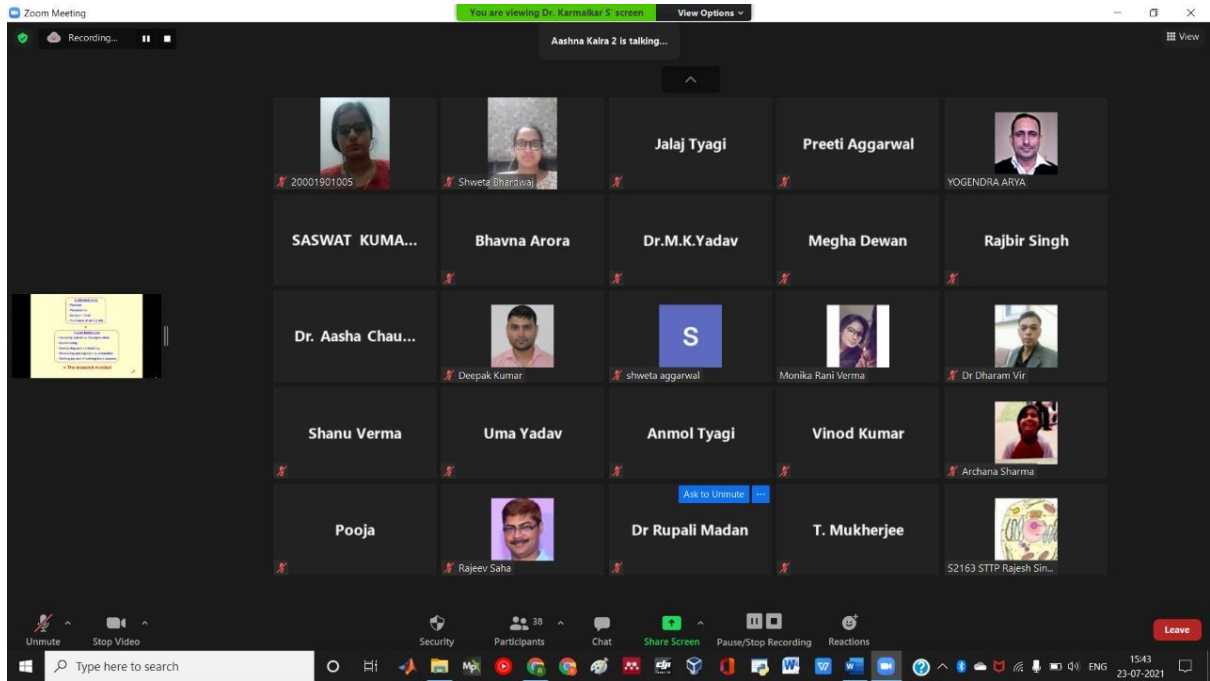 Zoom Meeting
You are viewing Dr. Karmalkar S' screen
View Options
Recording...
Aashna Kalra 2 is talking...
View
20001901005
Shweta Bhardwaj
Jalaj Tyagi
Preeti Aggarwal
YOGENDRA ARYA
SASWAT KUMA...
Bhavna Arora
Dr.M.K.Yadav
Megha Dewan
Rajbir Singh
Dr. Aasha Chau...
Deepak Kumar
S
shweta aggarwal
Monika Rani Verma
Dr Dharam Vir
Shanu Verma
Uma Yadav
Anmol Tyagi
Vinod Kumar
Archana Sharma
Pooja
Rajeev Saha
Ask to Unmute ...
Dr Rupali Madan
T. Mukherjee
S2163 STTP Rajesh Sin...
Unmute
Stop Video
Security
38
Participants
Chat
Share Screen
Pause/Stop Recording
Reactions
Leave
Type here to search
ENG
15:43
23-07-2021